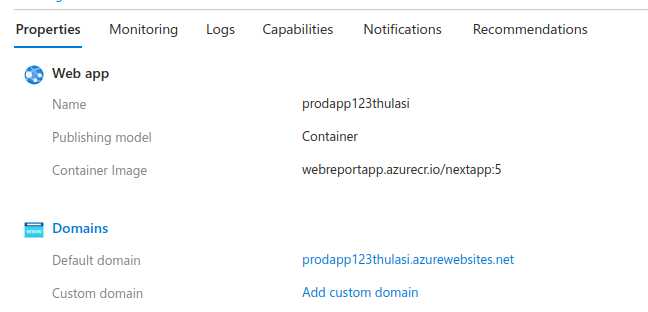 Properties Monitoring Logs Capabilities Notifications Recommendations
Web app
Name prodapp123thulasi
Publishing model Container
Container Image webreportapp.azurecr.io/nextapp:5
www
Domains
Default domain prodapp123thulasi.azurewebsites.net
Custom domain Add custom domain